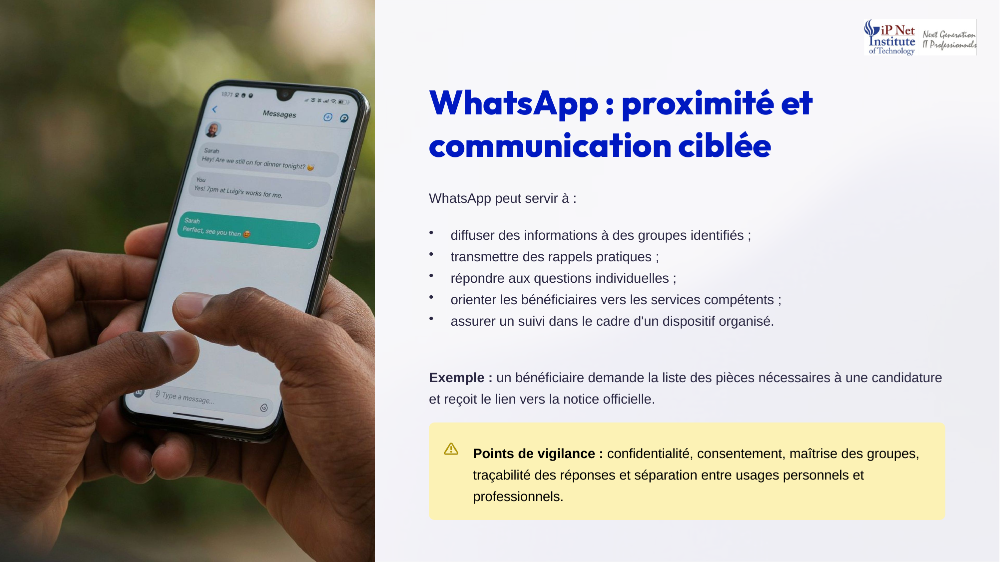 iP Net
Institute
of Technology
Next Generation
IT Professionnels
WhatsApp : proximité et
communication ciblée
WhatsApp peut servir à :
• diffuser des informations à des groupes identifiés ;
• transmettre des rappels pratiques ;
• répondre aux questions individuelles ;
• orienter les bénéficiaires vers les services compétents ;
• assurer un suivi dans le cadre d'un dispositif organisé.
Exemple : un bénéficiaire demande la liste des pièces nécessaires à une candidature
et reçoit le lien vers la notice officielle.
Points de vigilance : confidentialité, consentement, maîtrise des groupes,
traçabilité des réponses et séparation entre usages personnels et
professionnels.
Messages
Sarah
Hey! Are we still on for dinner tonight?
You
Yes! 7pm at Luigi's works for me.
Sarah
Perfect, see you then
Type a message...